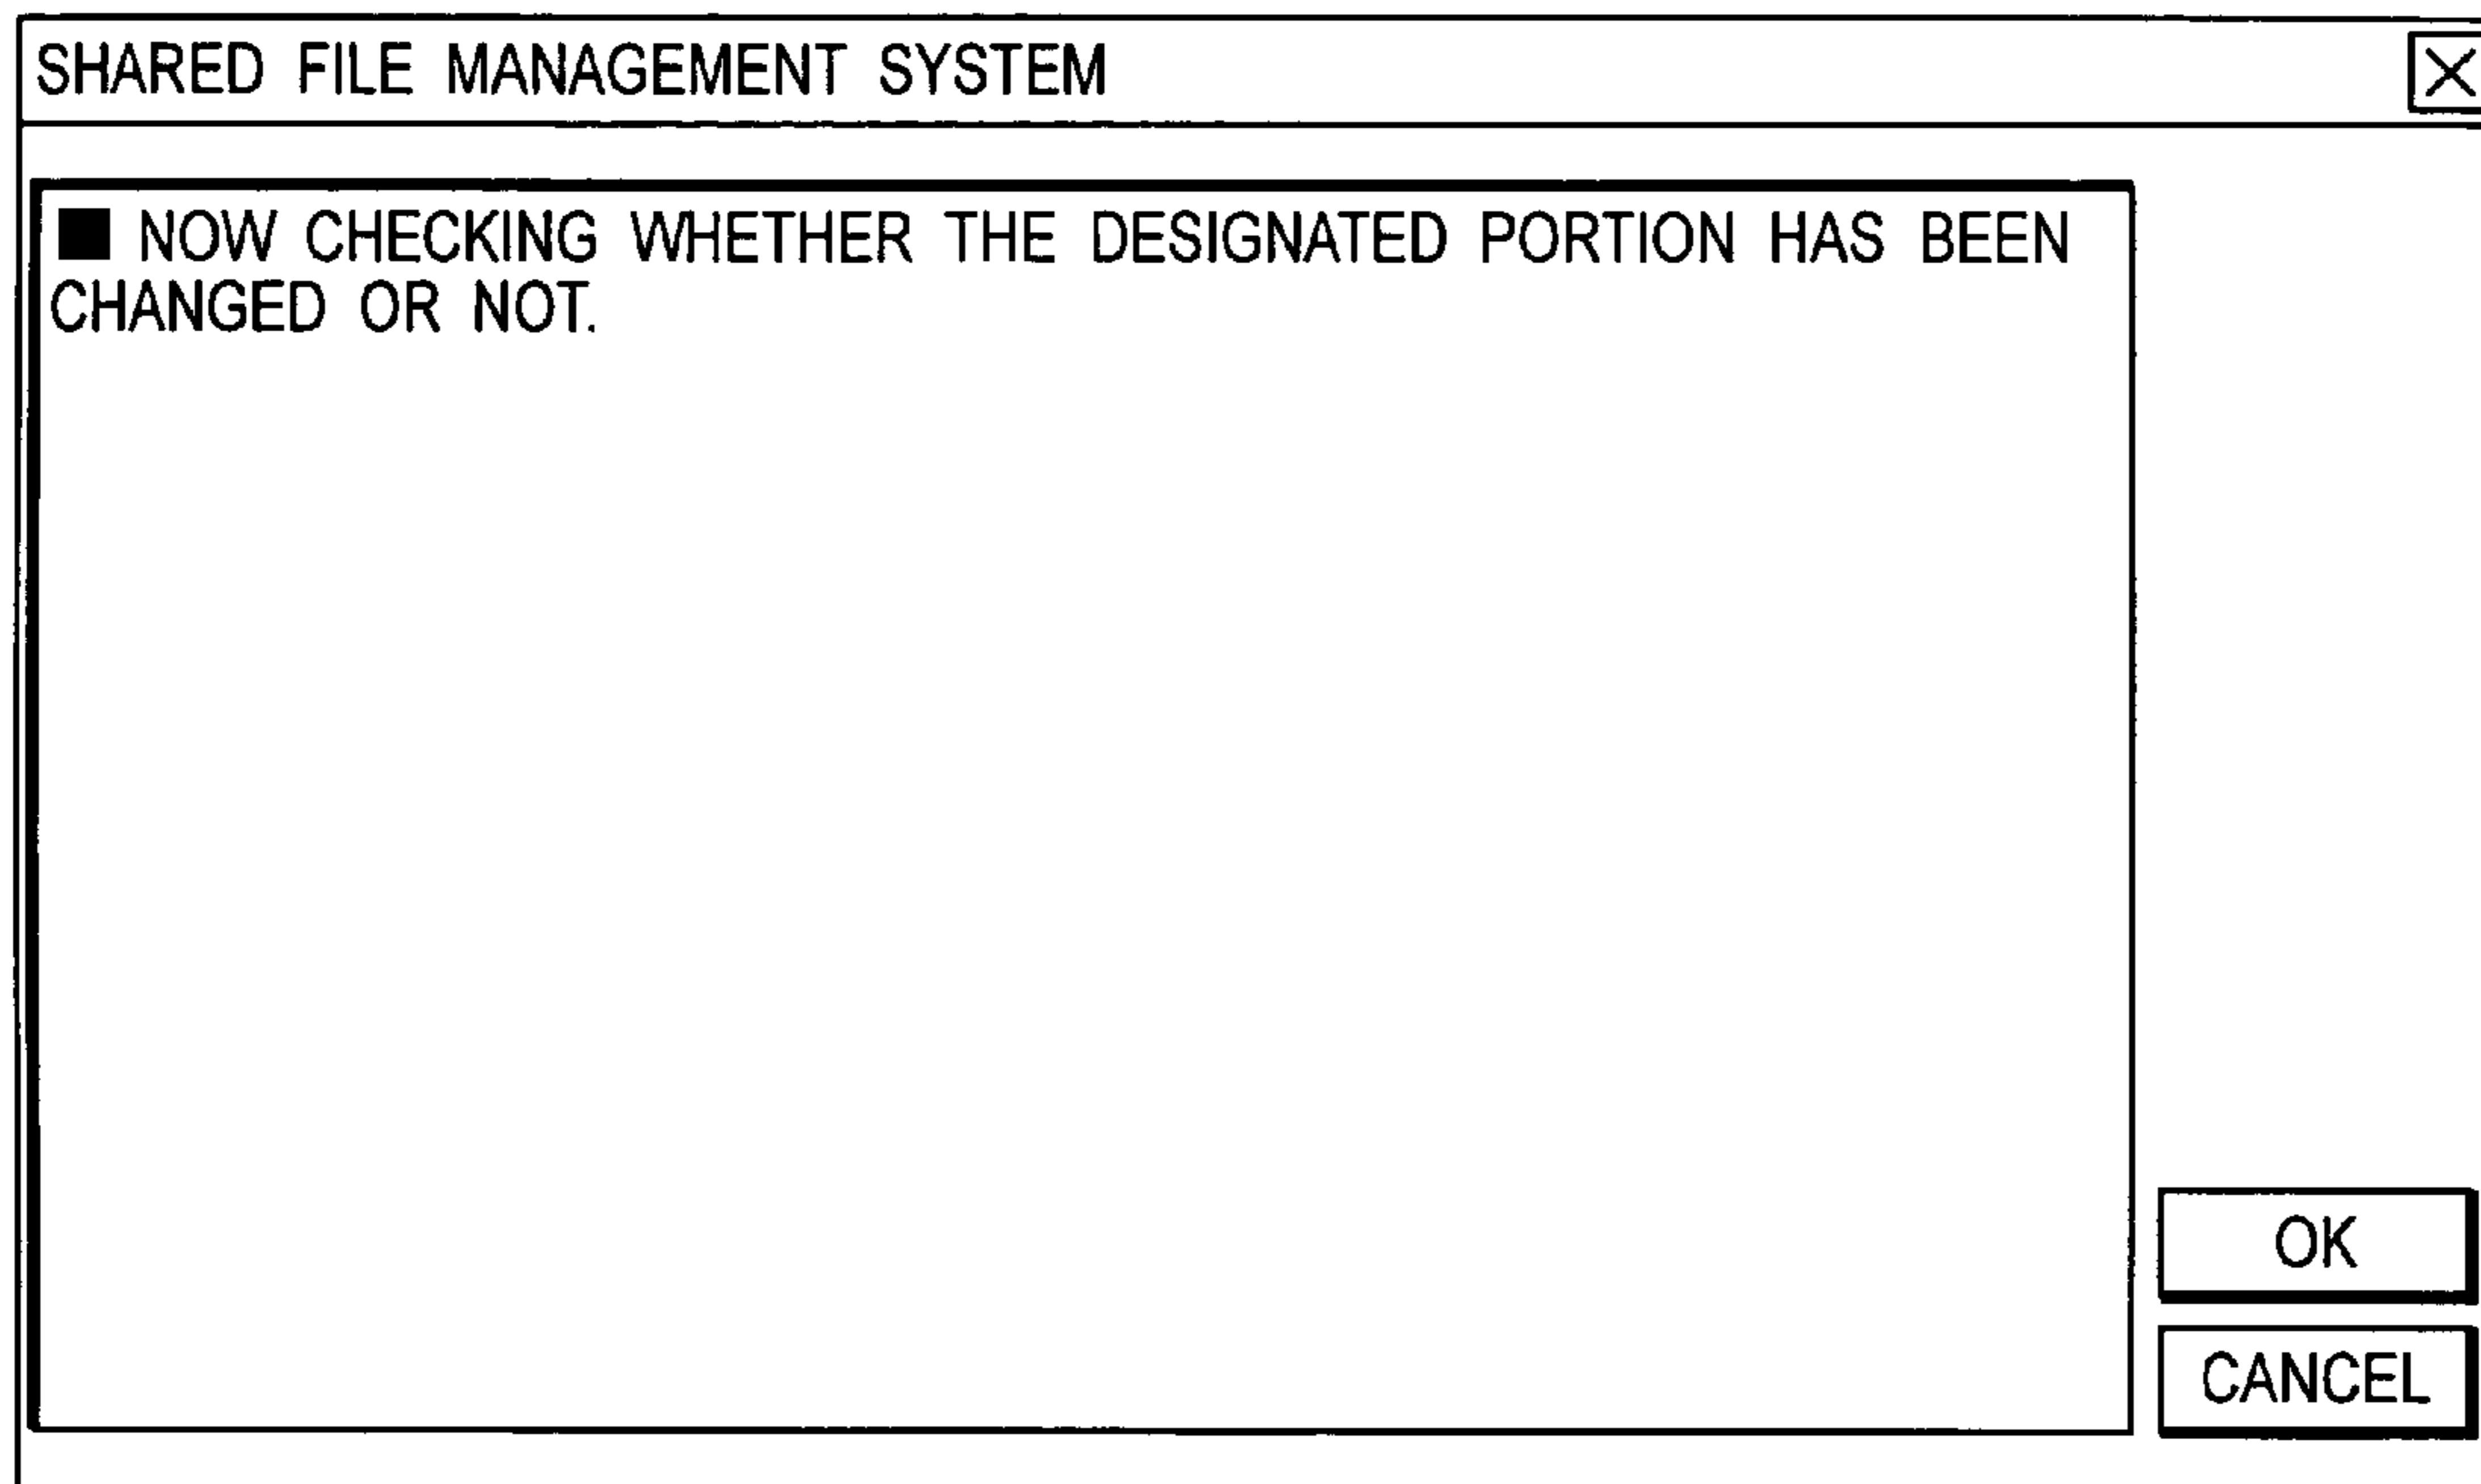 SHARED FILE MANAGEMENT SYSTEM
■ NOW CHECKING WHETHER THE DESIGNATED PORTION HAS BEEN
CHANGED OR NOT.
OK
CANCEL